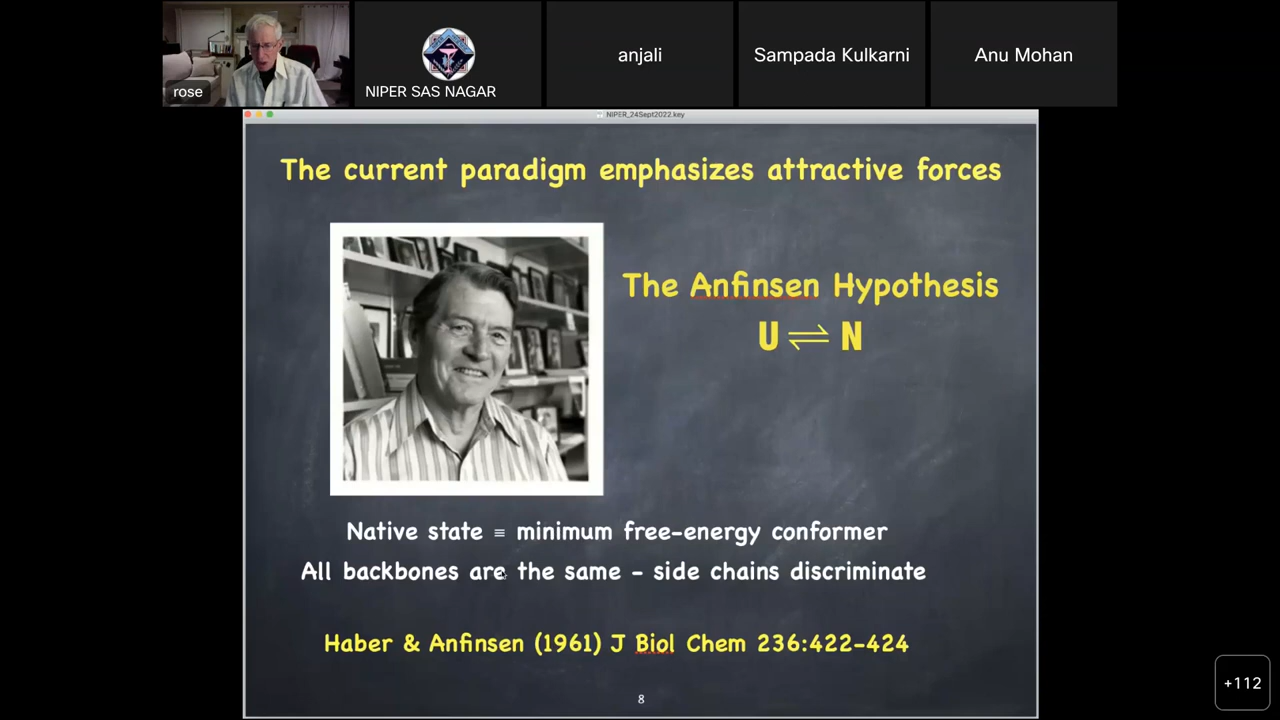 rose
NIPER SAS NAGAR
anjali
Sampada Kulkarni
Anu Mohan
NIPER_24Sept2022.key
The current paradigm emphasizes attractive forces
The Anfinsen Hypothesis
U ⇌ N
Native state ≡ minimum free-energy conformer
All backbones are the same - side chains discriminate
Haber & Anfinsen (1961) J Biol Chem 236:422-424
8
+112